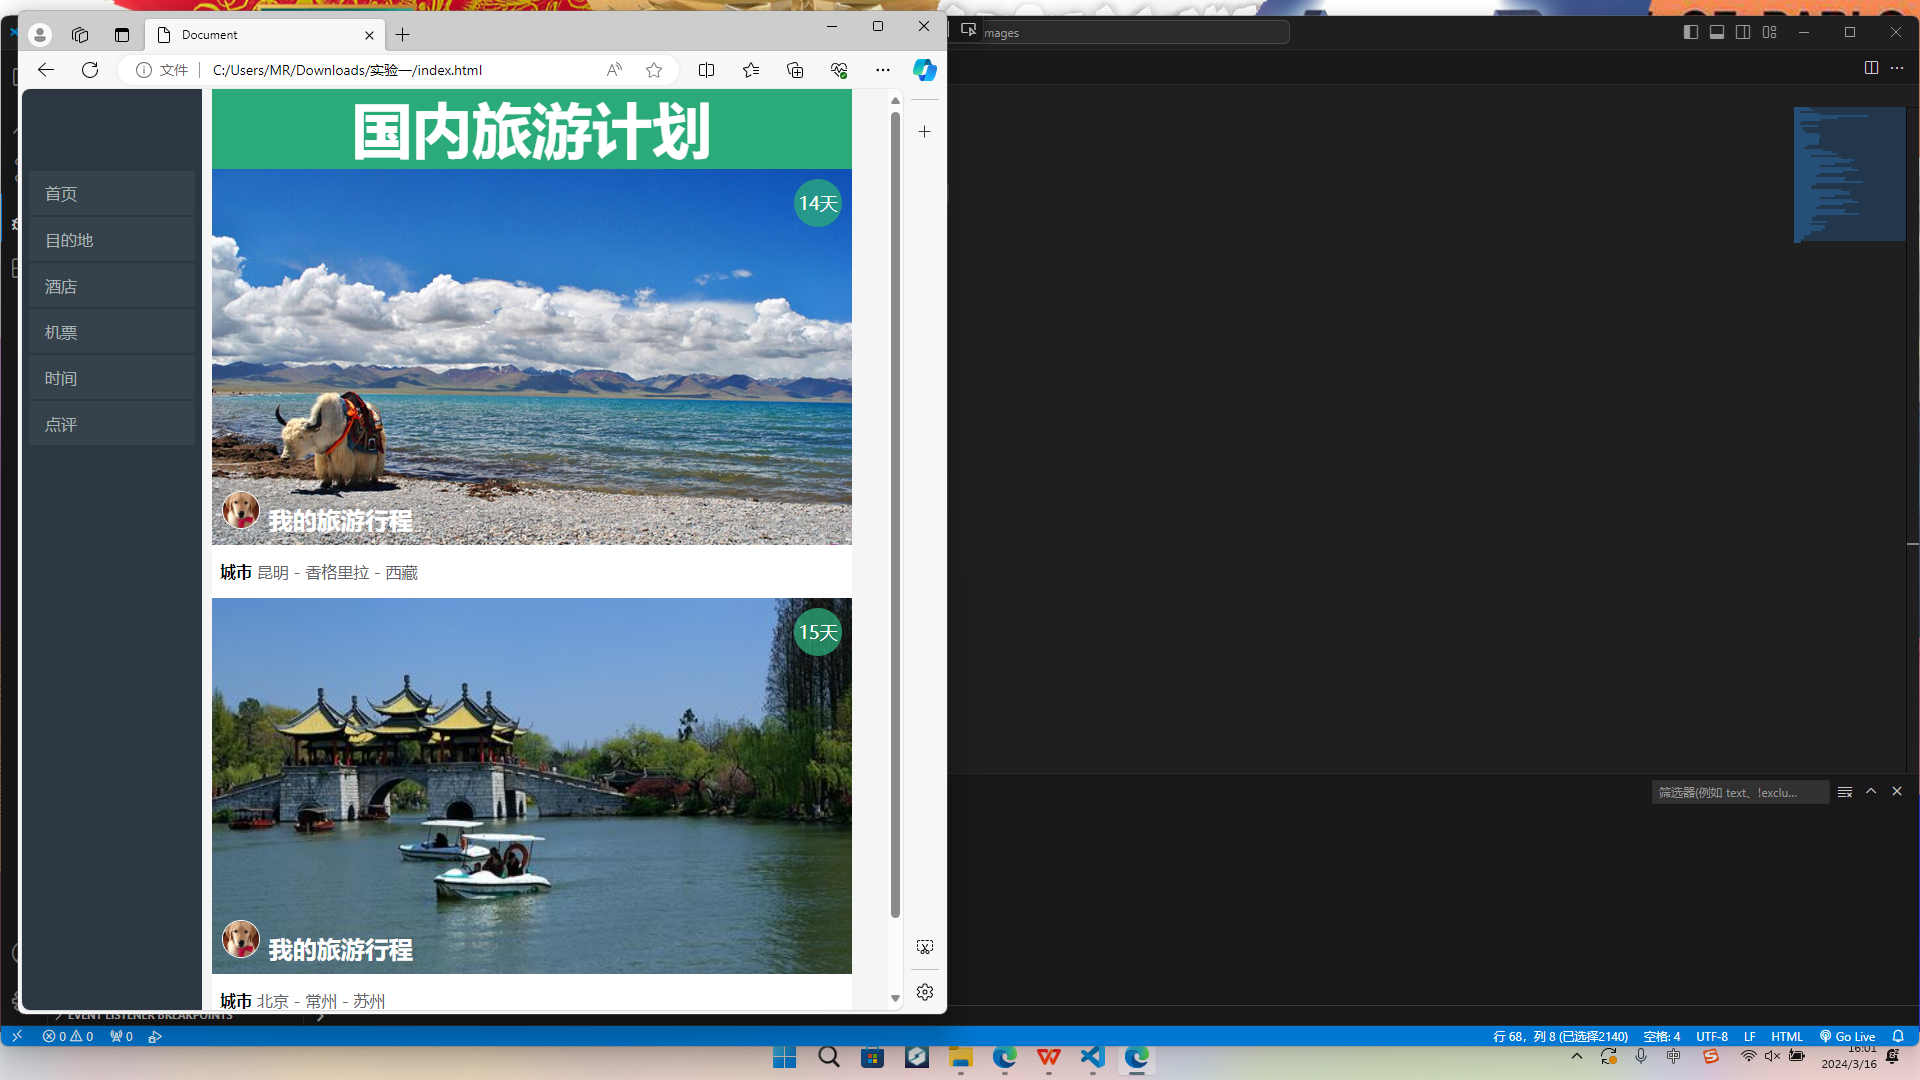 Document
文件
C:/Users/MR/Downloads/实验一/index.html
mages
首页
目的地
酒店
机票
时间
点评
国内旅游计划
14天
我的旅游行程
城市 昆明 - 香格里拉 - 西藏
15天
我的旅游行程
城市 北京 - 常州 - 苏州
筛选器(例如 text、!exclu...
EVENT LISTENER BREAKPOINTS
0 0 0
行 68，列 8 (已选择2140) 空格: 4 UTF-8 LF HTML Go Live
中
16:01
2024/3/16